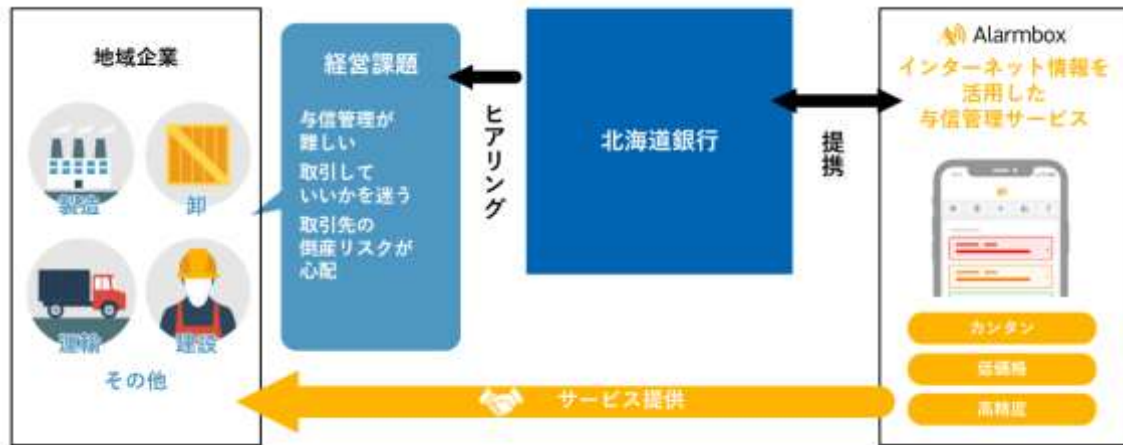 地域企業
製造
卸
運輸
建設
その他
経営課題
与信管理が
難しい
取引して
いいかを迷う
取引先の
倒産リスクが
心配
ヒアリング
北海道銀行
提携
Alarmbox
インターネット情報を
活用した
与信管理サービス
カンタン
低価格
高精度
サービス提供